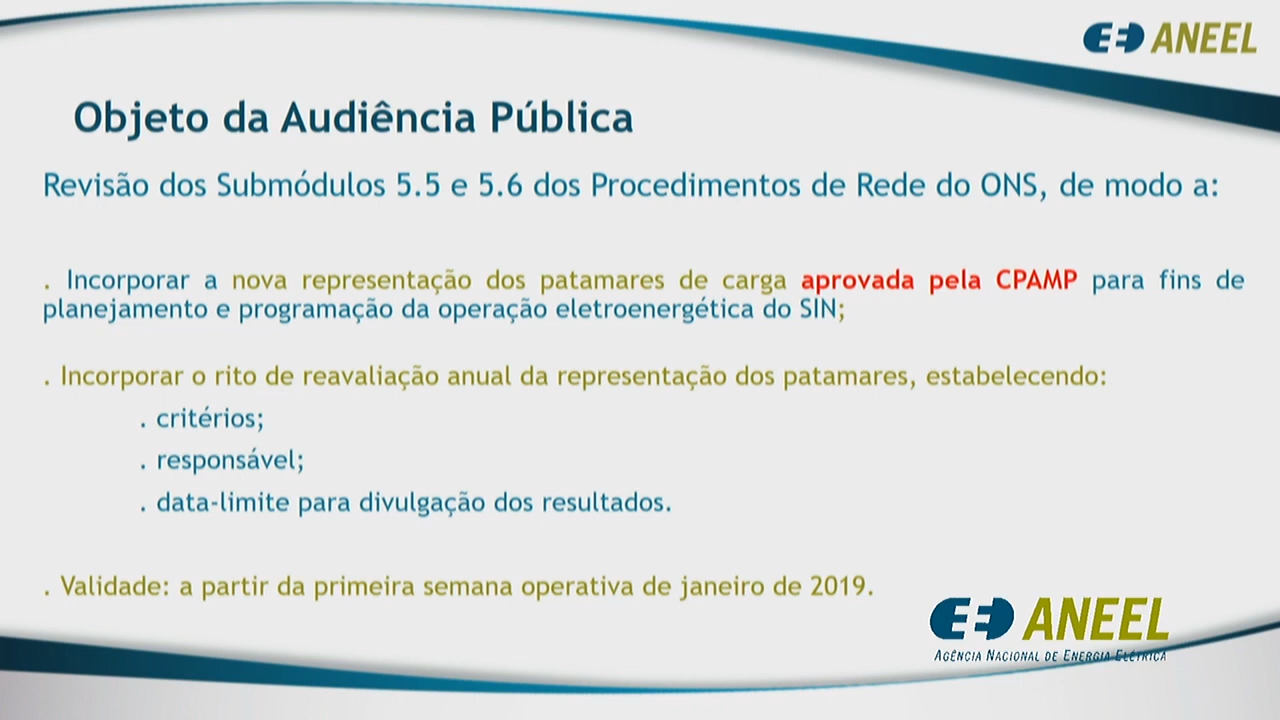 ANEEL
Objeto da Audiência Pública
Revisão dos Submódulos 5.5 e 5.6 dos Procedimentos de Rede do ONS, de modo a:
. Incorporar a nova representação dos patamares de carga aprovada pela CPAMP para fins de
planejamento e programação da operação eletroenergética do SIN;
. Incorporar o rito de reavaliação anual da representação dos patamares, estabelecendo:
. critérios;
. responsável;
. data-limite para divulgação dos resultados.
. Validade: a partir da primeira semana operativa de janeiro de 2019.
ANEEL
AGÊNCIA NACIONAL DE ENERGIA ELÉTRICA